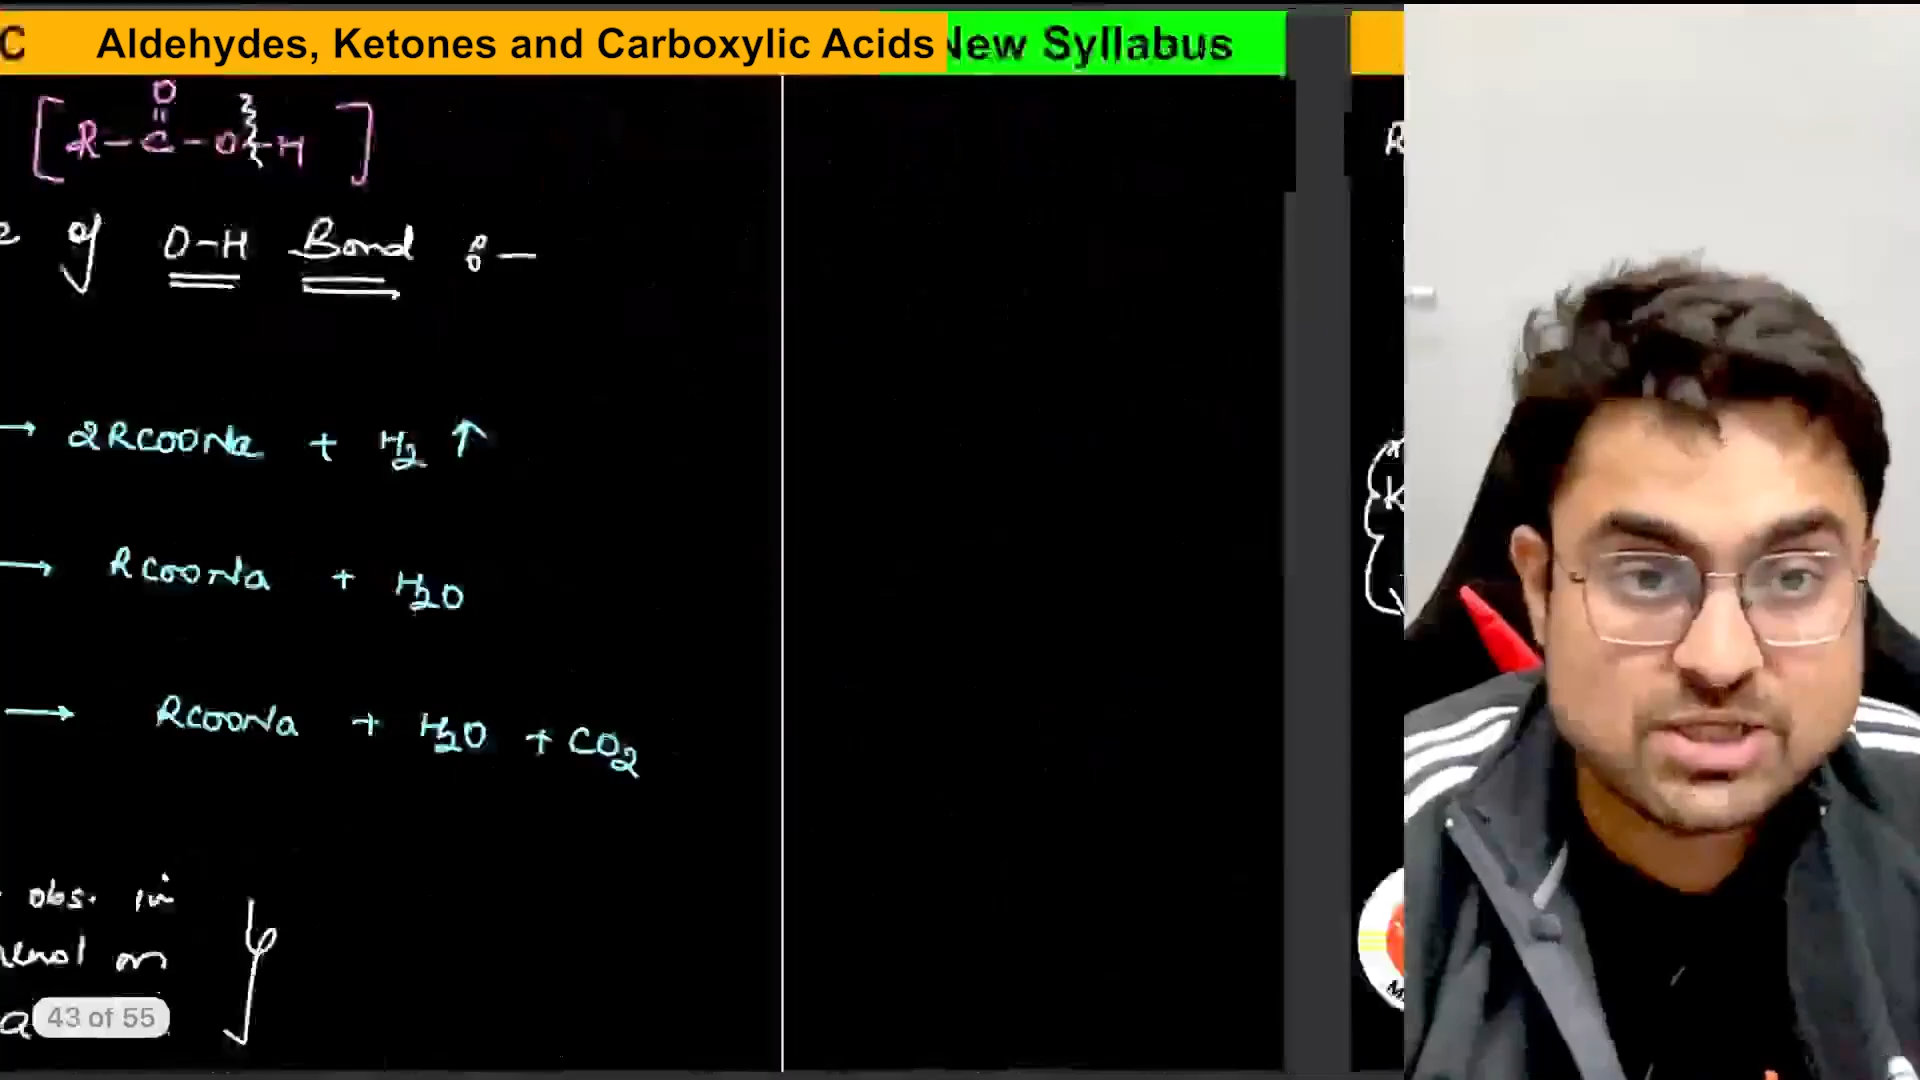 C Aldehydes, Ketones and Carboxylic Acids New Syllabus
O
[R-C-O-H]
of O-H Bond :-
→ 2RCOONa + H2 ↑
→ RCOONa + H2O
→ RCOONa + H2O + CO2
obs. in
on
43 of 55